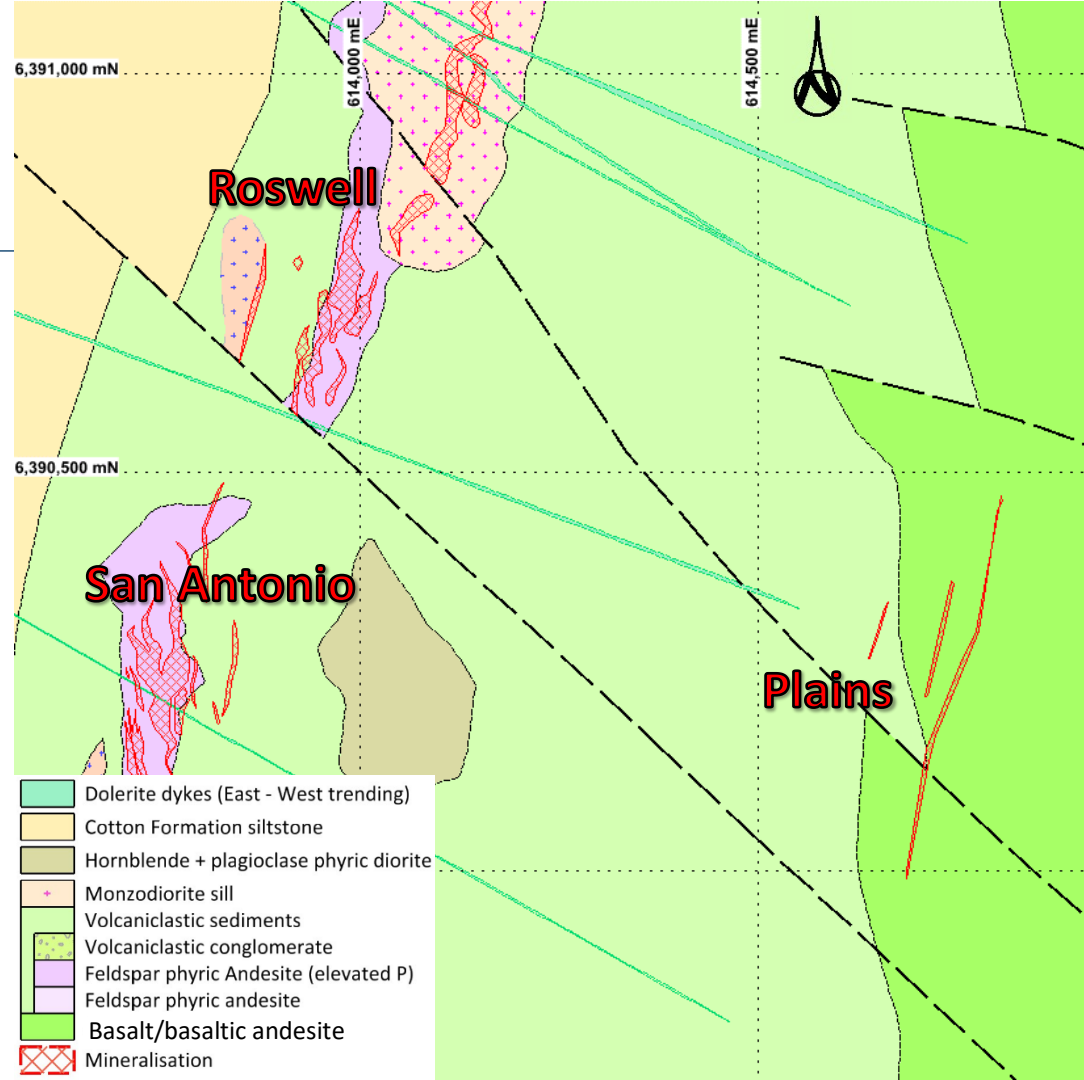 614,000 mE
614,500 mE
6,391,000 mN
Roswell
6,390,500 mN
San Antonio
Plains
Dolerite dykes (East - West trending)
Cotton Formation siltstone
Hornblende + plagioclase phyric diorite
Monzodiorite sill
Volcaniclastic sediments
Volcaniclastic conglomerate
Feldspar phyric Andesite (elevated P)
Feldspar phyric andesite
Basalt/basaltic andesite
Mineralisation